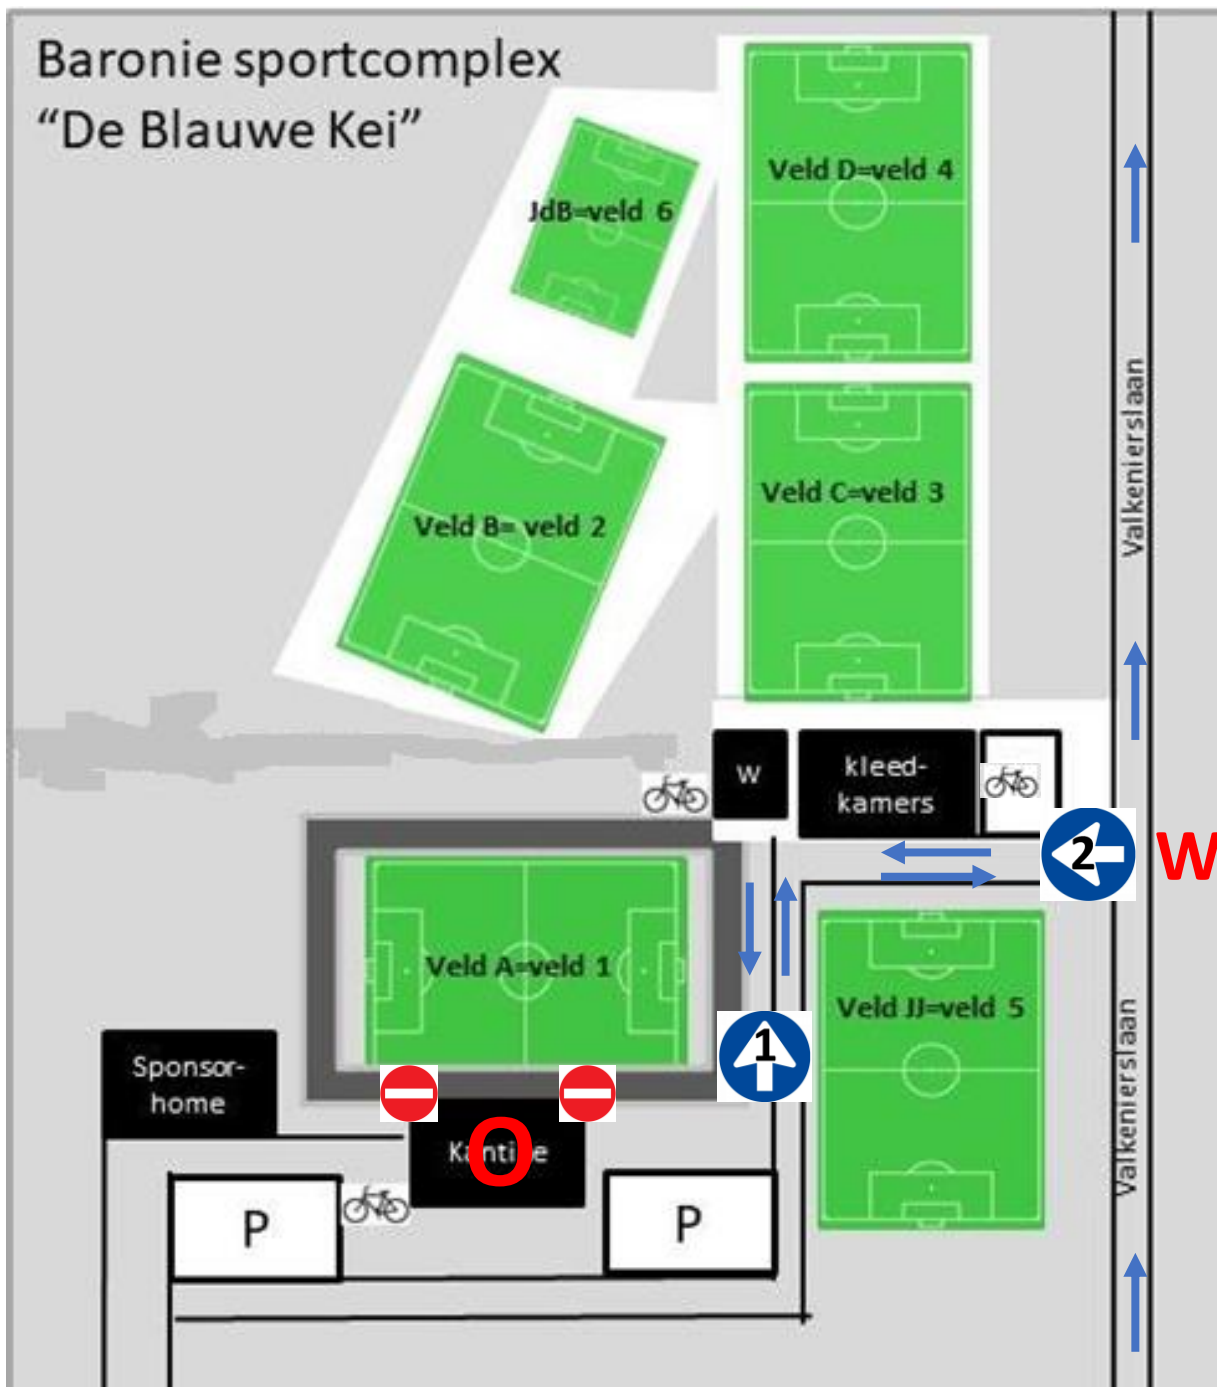 Baronie sportcomplex
“De Blauwe Kei”
Veld D=veld 4
JdB=veld 6
Valkenierslaan
Veld C=veld 3
Veld B= veld 2
W
kleed-
kamers
2
W
Veld A=veld 1
Veld JJ=veld 5
1
Valkenierslaan
Sponsor-
home
Kantine
O
P
P